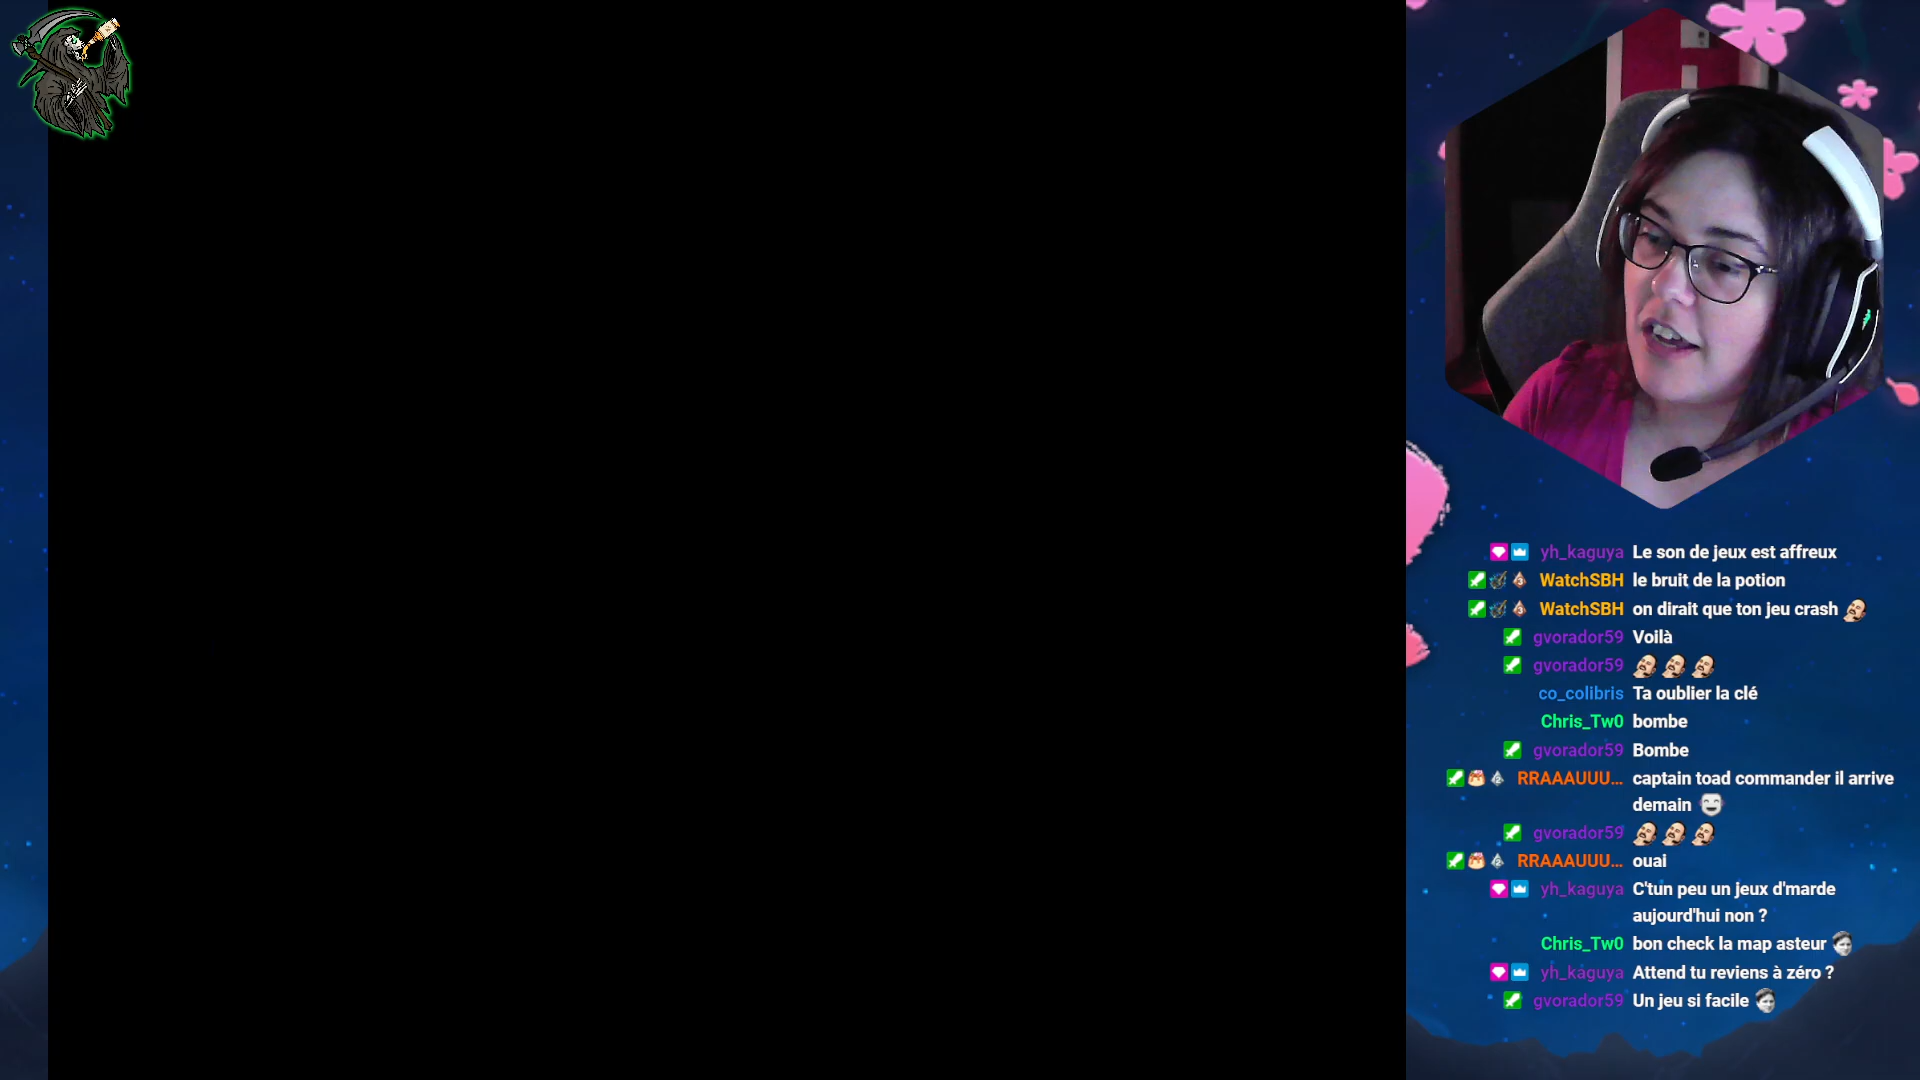 yh_kaguya Le son de jeux est affreux
WatchSBH le bruit de la potion
WatchSBH on dirait que ton jeu crash
gvorador59 Voilà
gvorador59
co_colibris Ta oublier la clé
Chris_Tw0 bombe
gvorador59 Bombe
RRAAAUUU... captain toad commander il arrive
demain
gvorador59
RRAAAUUU... ouai
yh_kaguya C'tun peu un jeux d'marde
aujourd'hui non ?
Chris_Tw0 bon check la map asteur
yh_kaguya Attend tu reviens à zéro ?
gvorador59 Un jeu si facile